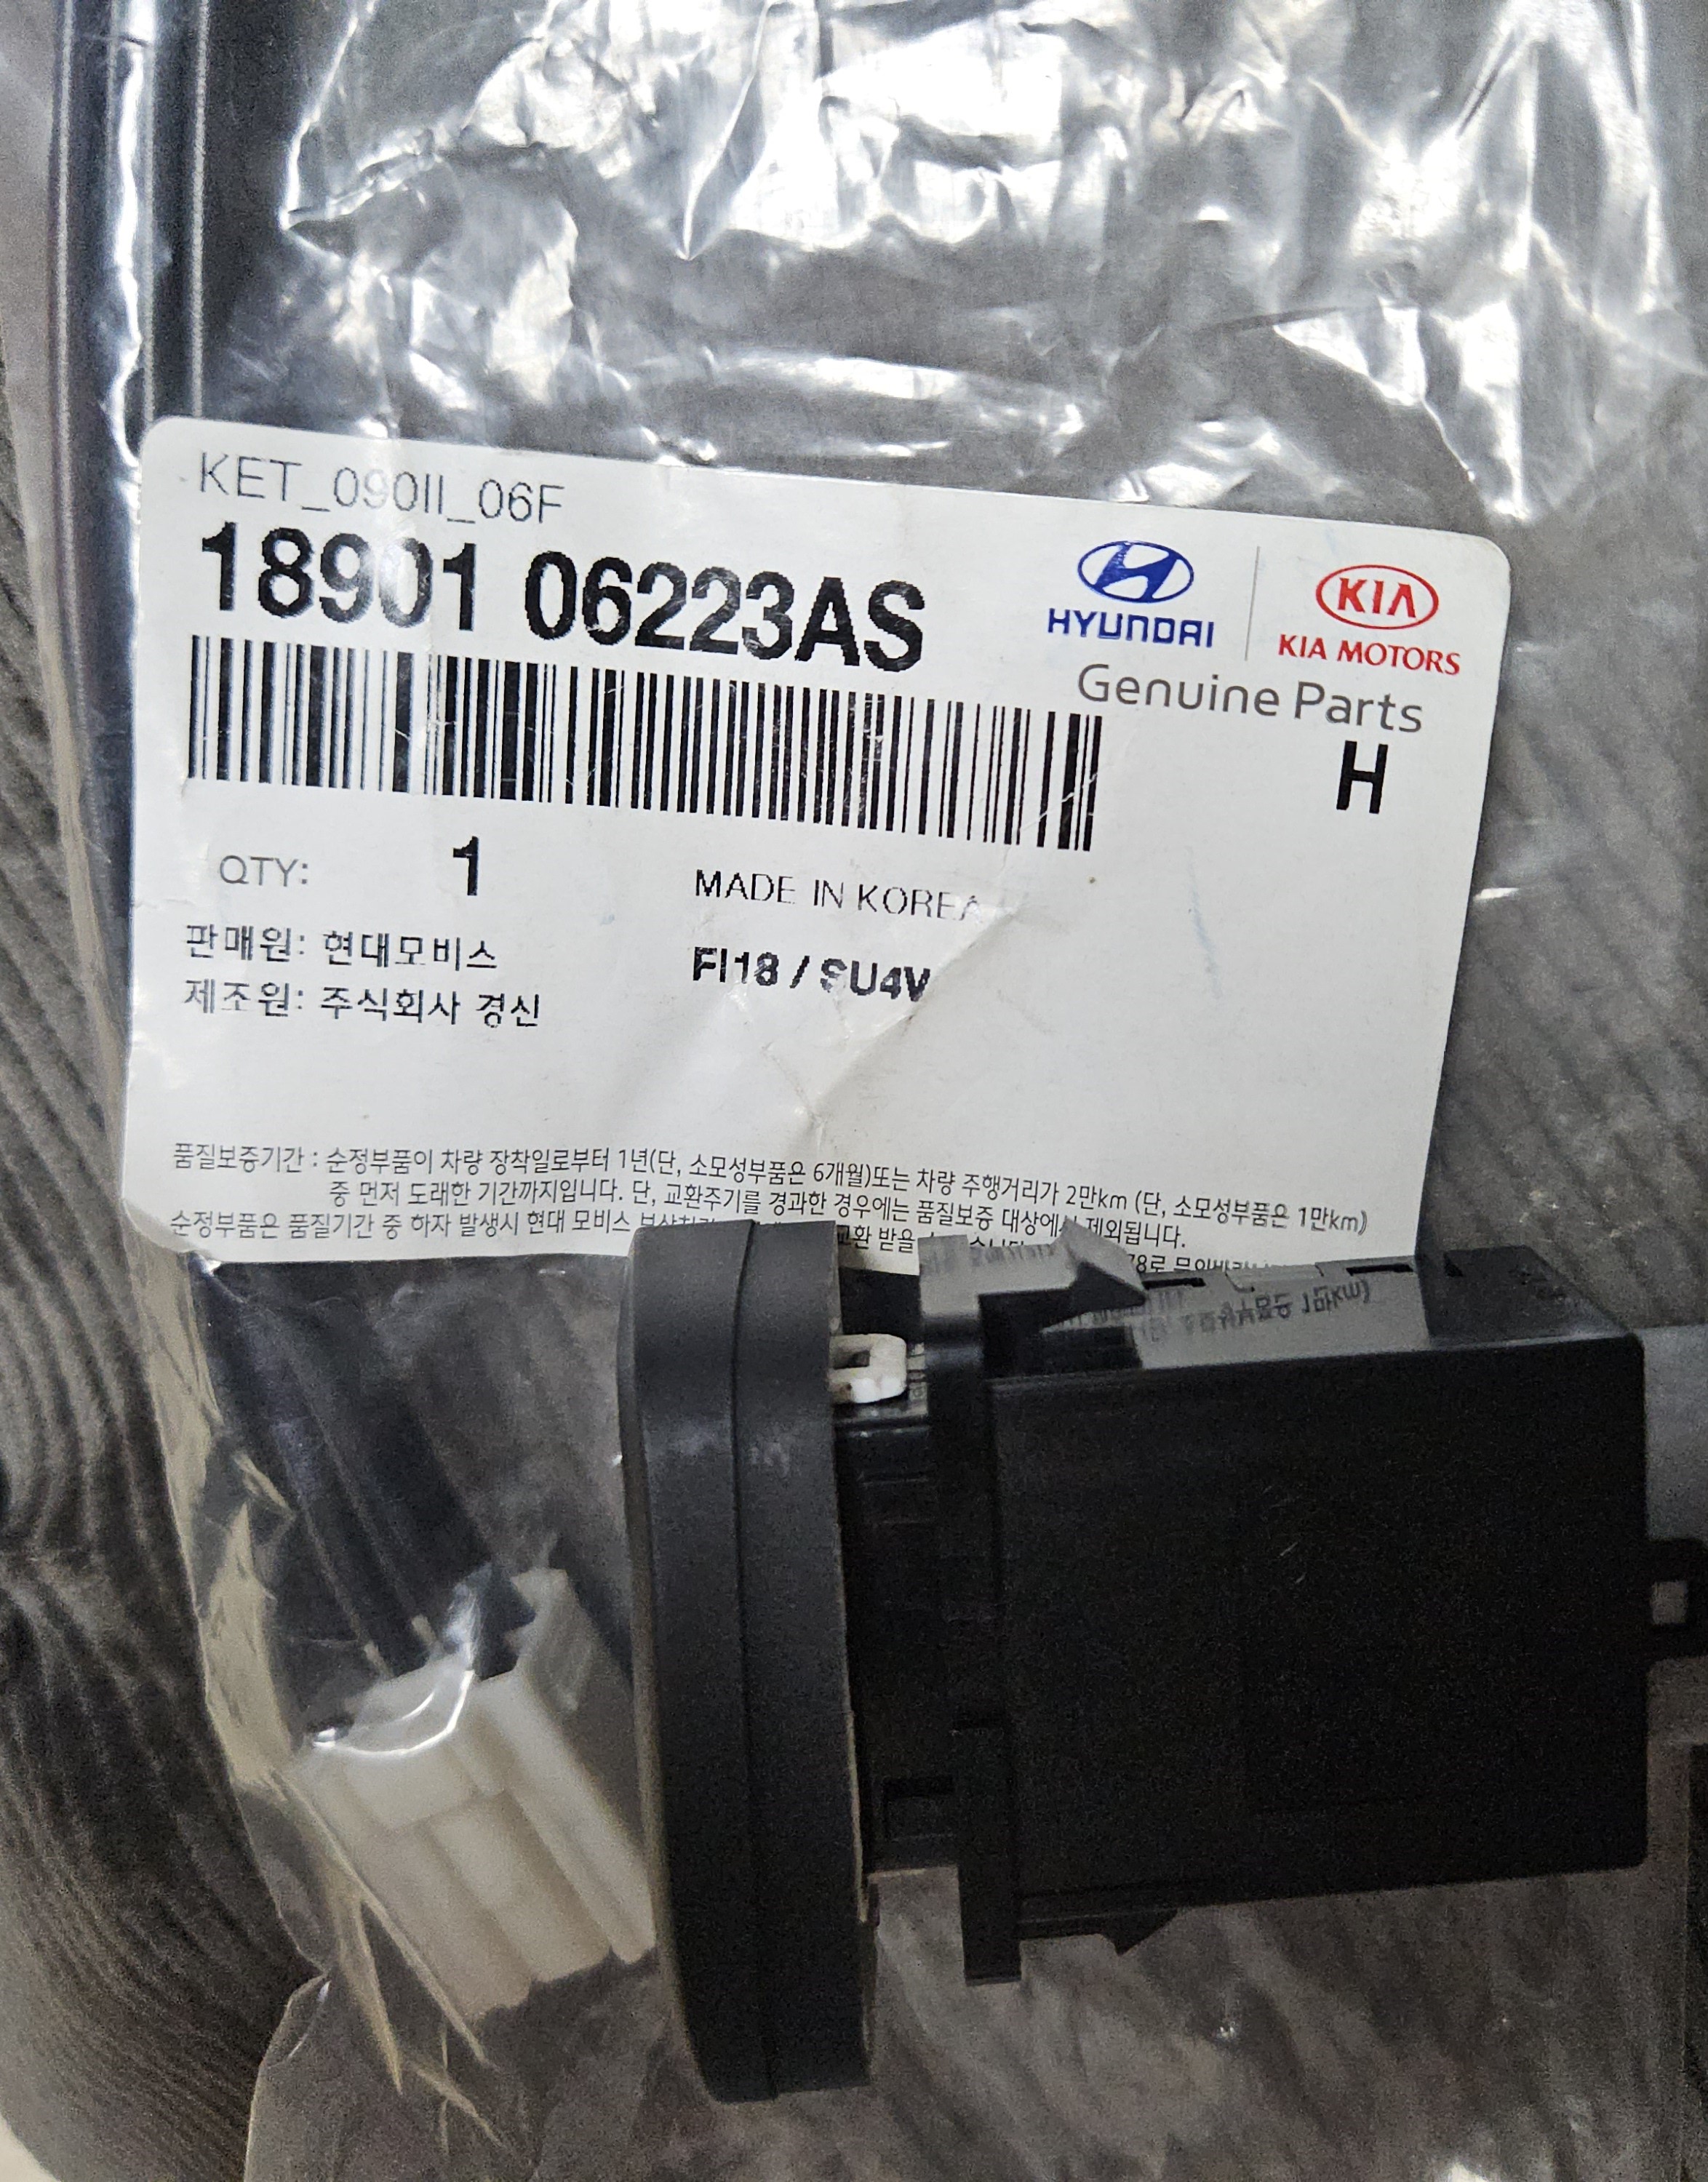 KET_090II_06F
18901 06223AS
HYUNDAI
KIA
KIA MOTORS
Genuine Parts
H
QTY: 1
MADE IN KOREA
판매원: 현대모비스
FI18 / SU4V
제조원: 주식회사 경신
품질보증기간 : 순정부품이 차량 장착일로부터 1년(단, 소모성부품은 6개월)또는 차량 주행거리가 2만km (단, 소모성부품은 1만km)
중 먼저 도래한 기간까지입니다. 단, 교환주기를 경과한 경우에는 품질보증 대상에서 제외됩니다.
순정부품은 품질기간 중 하자 발생시 현대 모비스 교환 받을